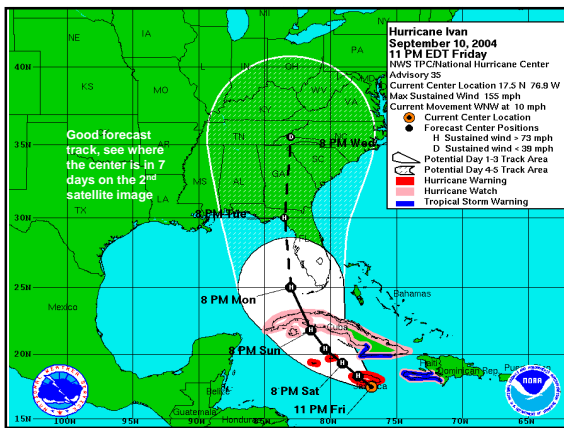 Hurricane Ivan
September 10, 2004
11 PM EDT Friday
NWS TPC/National Hurricane Center
Advisory 35
Current Center Location 17.5 N 76.9 W
Max Sustained Wind 155 mph
Current Movement WNW at 10 mph
Current Center Location
Forecast Center Positions
H Sustained wind > 73 mph
D Sustained wind < 39 mph
Potential Day 1-3 Track Area
Potential Day 4-5 Track Area
Hurricane Warning
Hurricane Watch
Tropical Storm Warning
Good forecast
track, see where
the center is in 7
days on the 2nd
satellite image
NE
IA
IL
IN
OH
PA
KS
MO
WV
VA
KY
OK
TN
NC
SC
MS
AL
GA
TX
LA
FL
40N
35N
30N
25N
20N
15N
95W
90W
85W
80W
75W
70W
65W
D
8 PM Wed
H
8 PM Tue
H
8 PM Mon
H
8 PM Sun
H
H
8 PM Sat
H
11 PM Fri
Mexico
Bahamas
Cuba
Haiti
Dominican Rep.
Jamaica
Belize
Guatemala
Honduras
NOAA